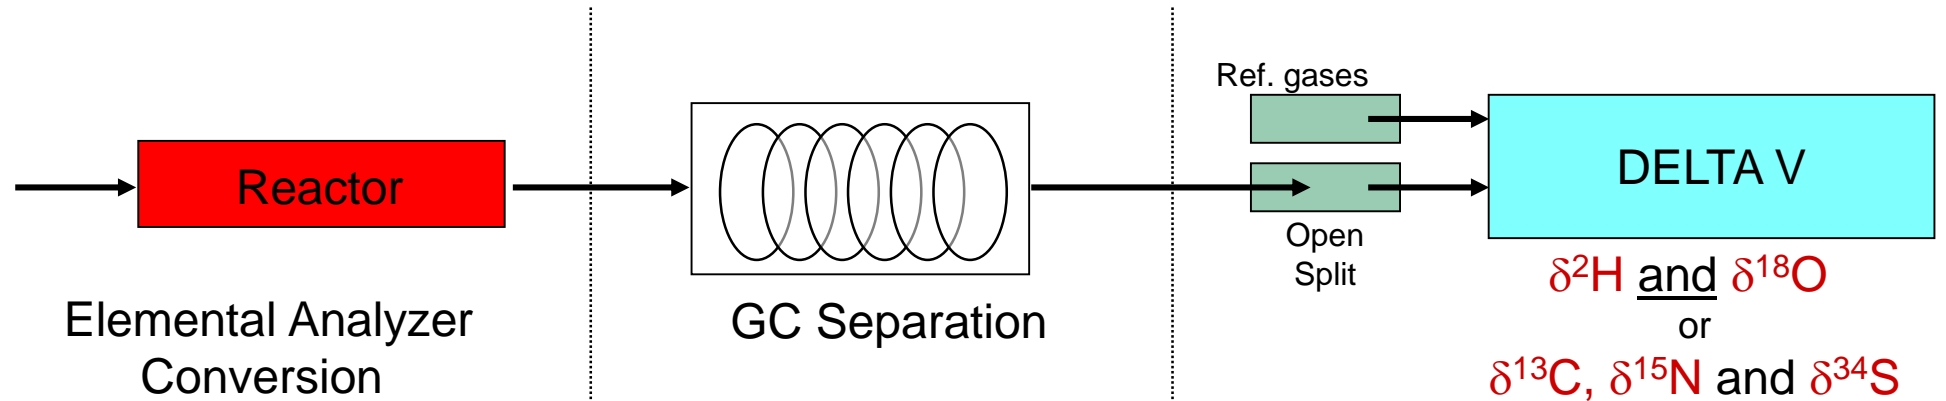 Reactor
Elemental Analyzer
Conversion
GC Separation
Ref. gases
Open
Split
DELTA V
δ²H and δ¹⁸O
or
δ¹³C, δ¹⁵N and δ³⁴S